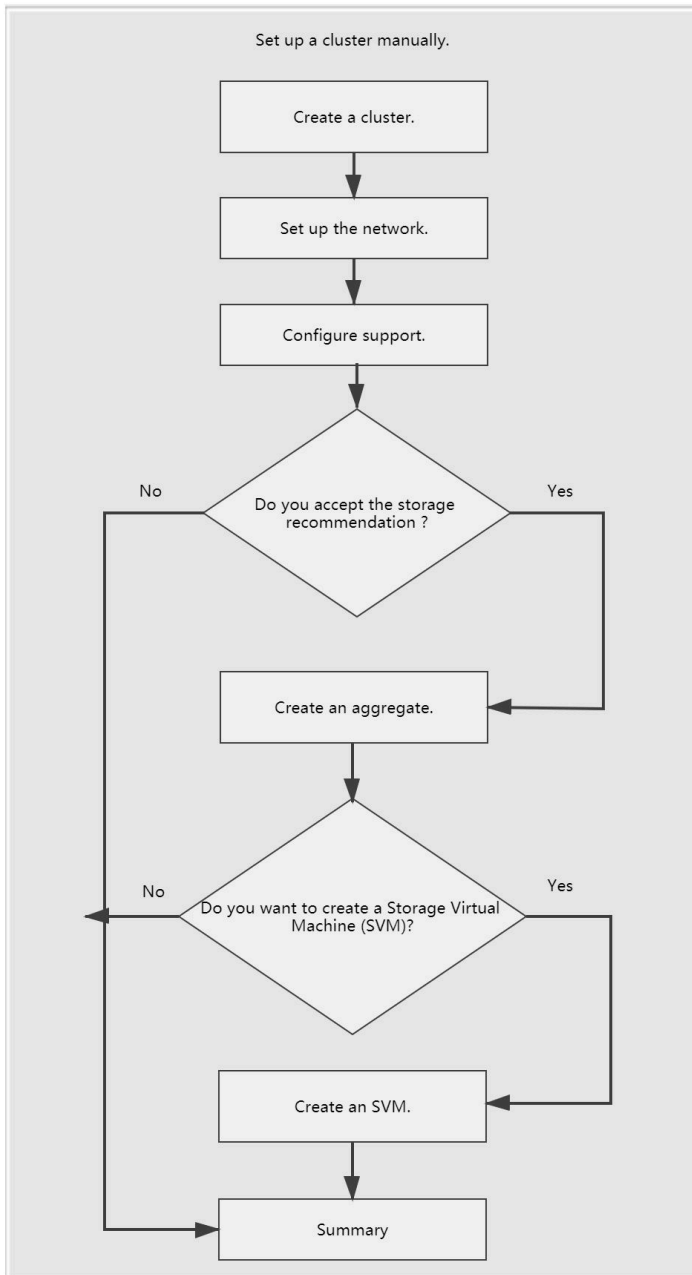 Set up a cluster manually.
Create a cluster.
Set up the network.
Configure support.
No
Yes
Do you accept the storage
recommendation ?
Create an aggregate.
No
Yes
Do you want to create a Storage Virtual
Machine (SVM)?
Create an SVM.
Summary